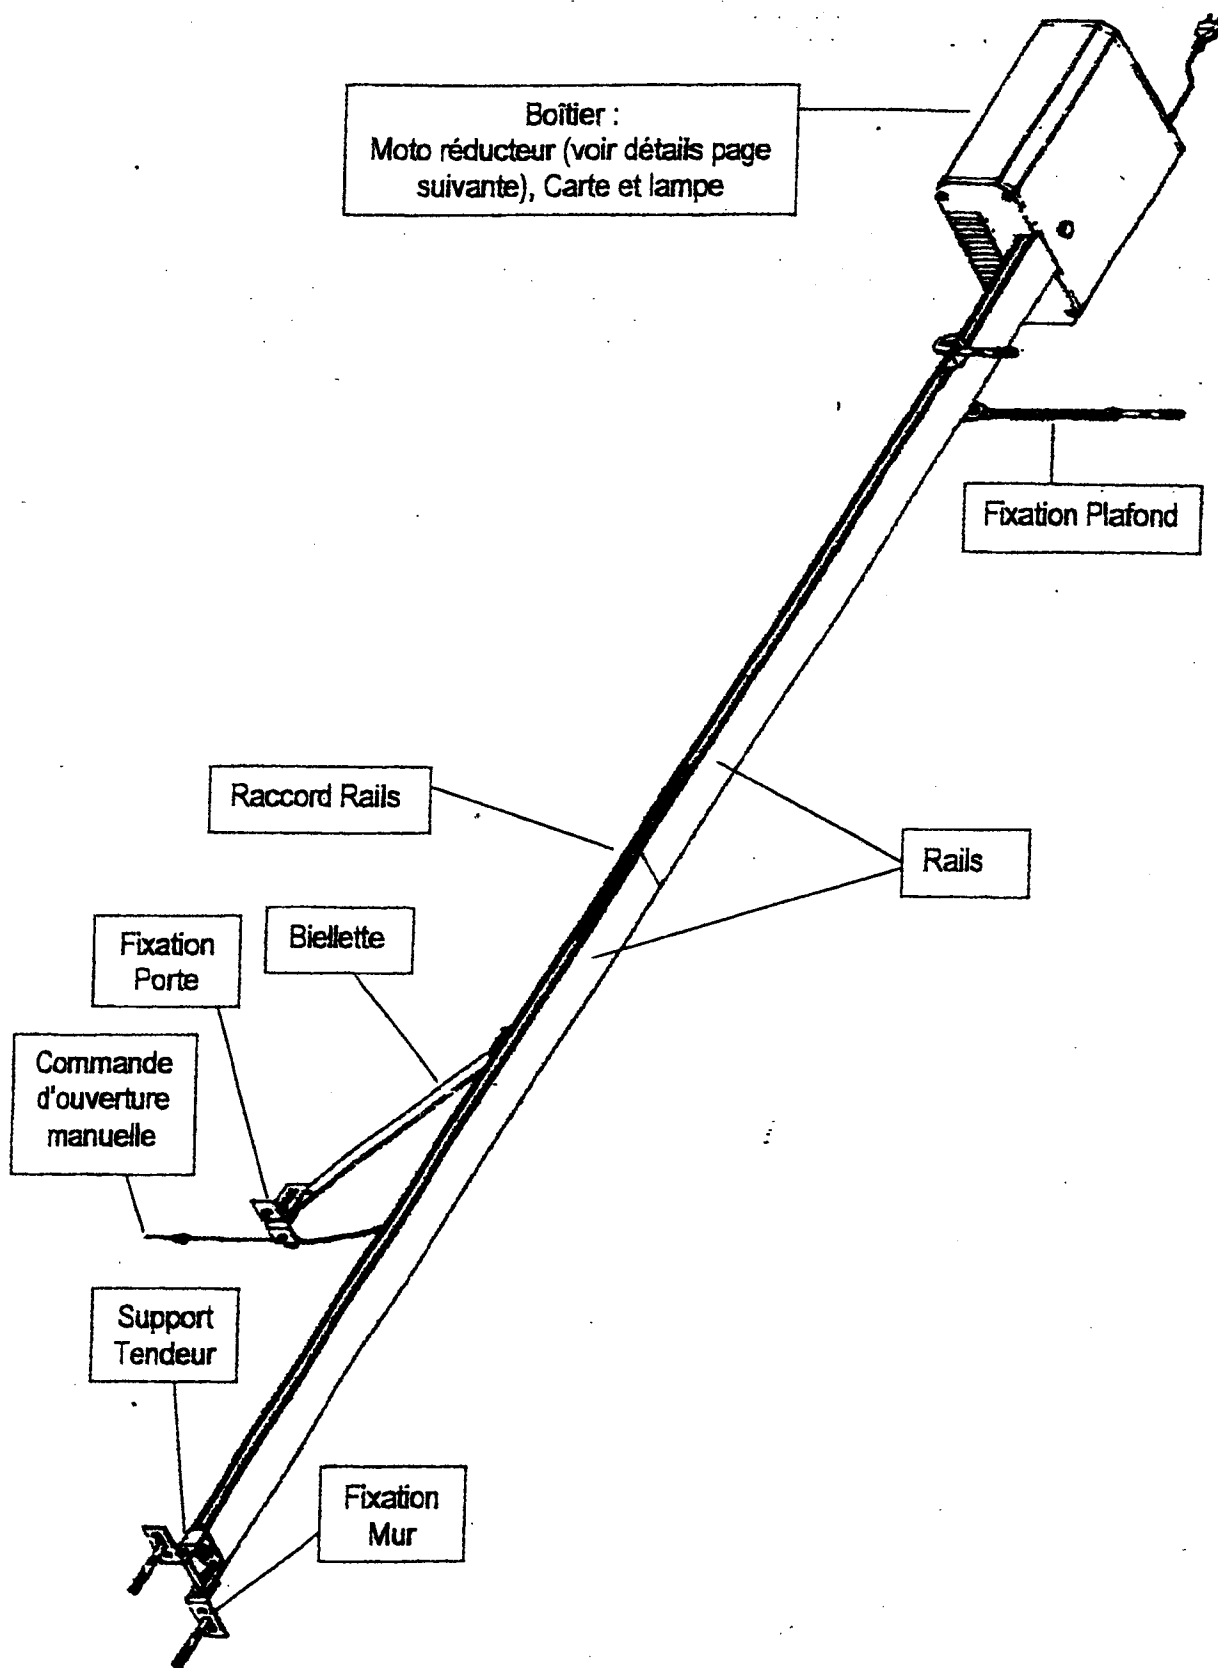 Boîtier :
Moto réducteur (voir détails page
suivante), Carte et lampe
Fixation Plafond
Raccord Rails
Rails
Biellette
Fixation
Porte
Commande
d'ouverture
manuelle
Support
Tendeur
Fixation
Mur